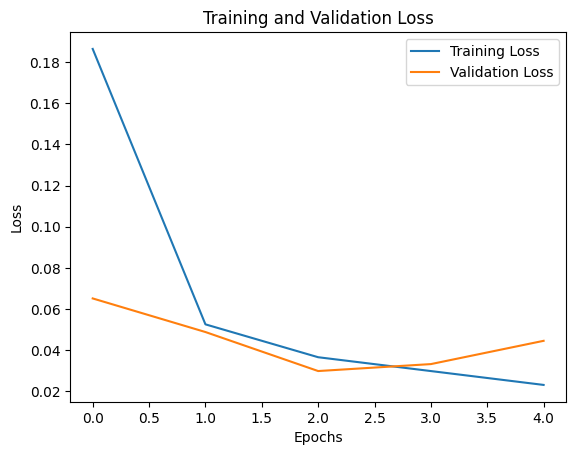 Training and Validation Loss
Training Loss
Validation Loss
0.18
0.16
0.14
0.12
0.10
0.08
0.06
0.04
0.02
Loss
0.0 0.5 1.0 1.5 2.0 2.5 3.0 3.5 4.0
Epochs